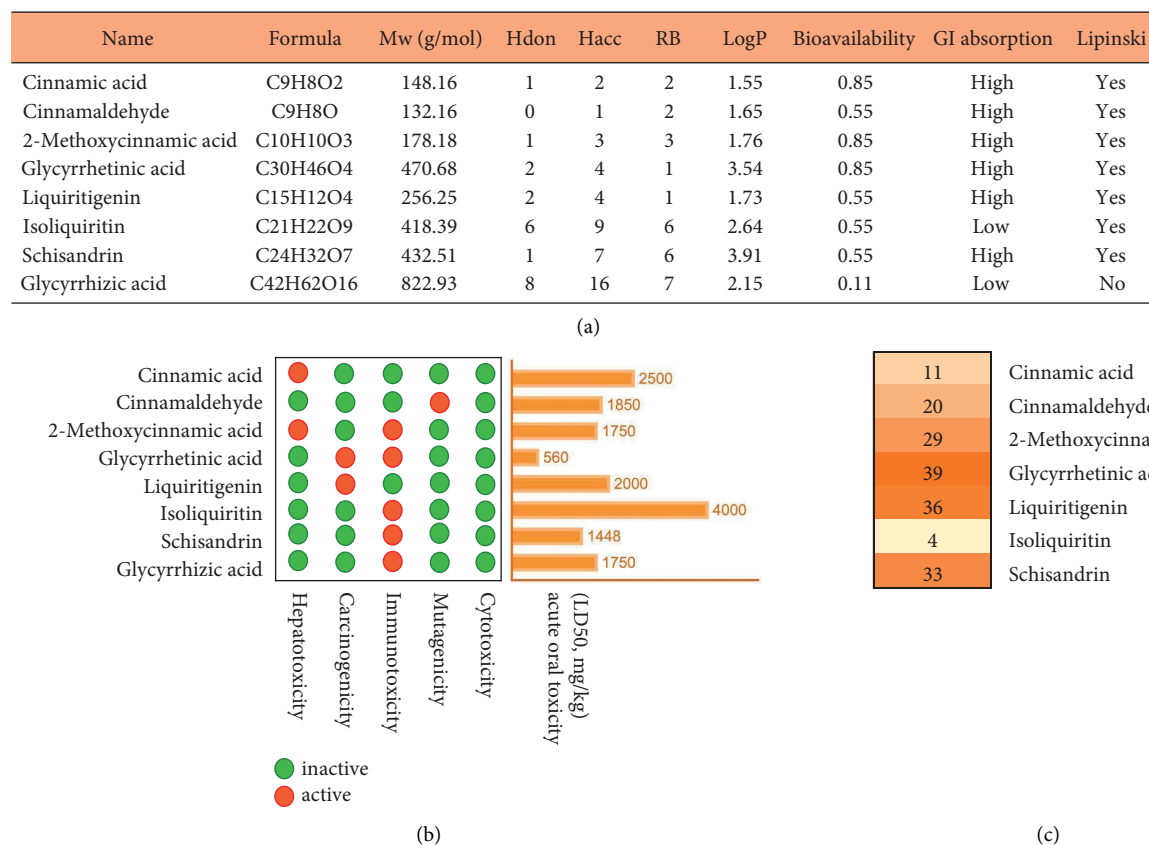 Name Formula Mw (g/mol) Hdon Hacc RB LogP Bioavailability GI absorption Lipinski
Cinnamic acid C9H8O2 148.16 1 2 2 1.55 0.85 High Yes
Cinnamaldehyde C9H8O 132.16 0 1 2 1.65 0.55 High Yes
2-Methoxycinnamic acid C10H10O3 178.18 1 3 3 1.76 0.85 High Yes
Glycyrrhetinic acid C30H46O4 470.68 2 4 1 3.54 0.85 High Yes
Liquiritigenin C15H12O4 256.25 2 4 1 1.73 0.55 High Yes
Isoliquiritin C21H22O9 418.39 6 9 6 2.64 0.55 Low Yes
Schisandrin C24H32O7 432.51 1 7 6 3.91 0.55 High Yes
Glycyrrhizic acid C42H62O16 822.93 8 16 7 2.15 0.11 Low No
(a)
Cinnamic acid 2500
Cinnamaldehyde 1850
2-Methoxycinnamic acid 1750
Glycyrrhetinic acid 560
Liquiritigenin 2000
Isoliquiritin 4000
Schisandrin 1448
Glycyrrhizic acid 1750
Hepatotoxicity
Carcinogenicity
Immunotoxicity
Mutagenicity
Cytotoxicity
(LD50, mg/kg)
acute oral toxicity
inactive
active
(b)
11 Cinnamic acid
20 Cinnamaldehyde
29 2-Methoxycinna
39 Glycyrrhetinic ac
36 Liquiritigenin
4 Isoliquiritin
33 Schisandrin
(c)